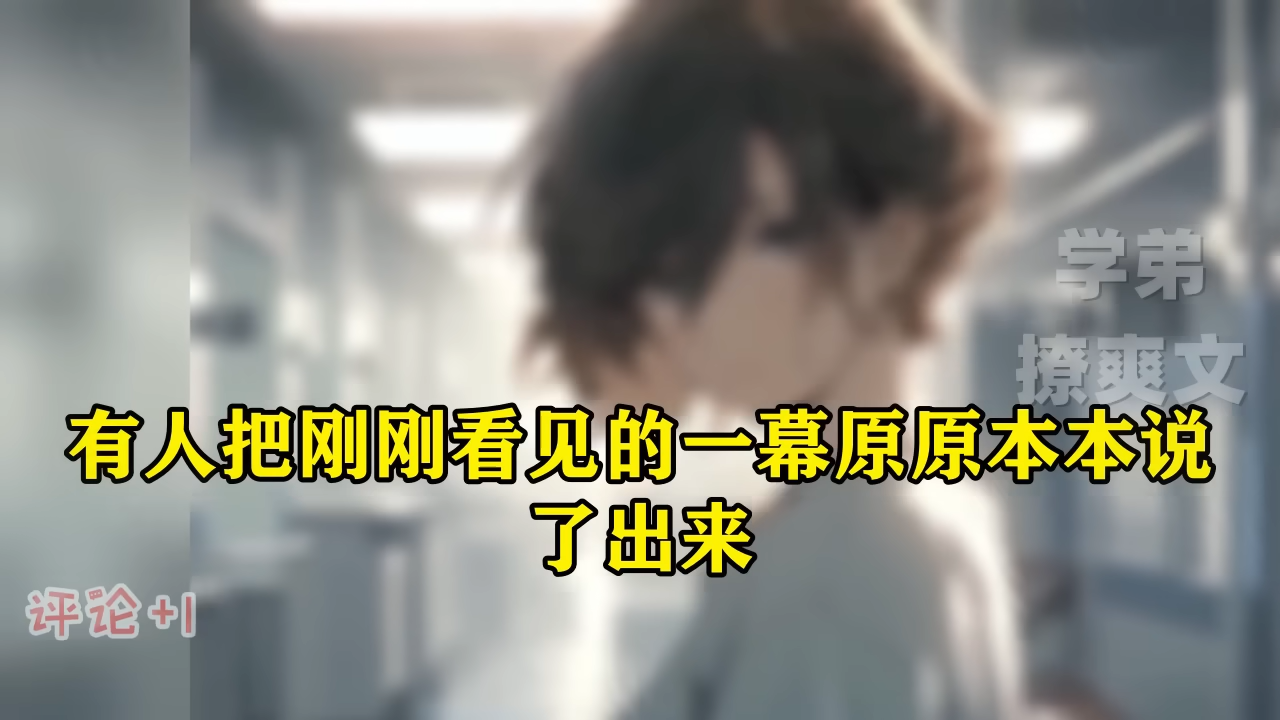 学弟
撩爽文
有人把刚刚看见的一幕原原本本说
了出来
评论+1